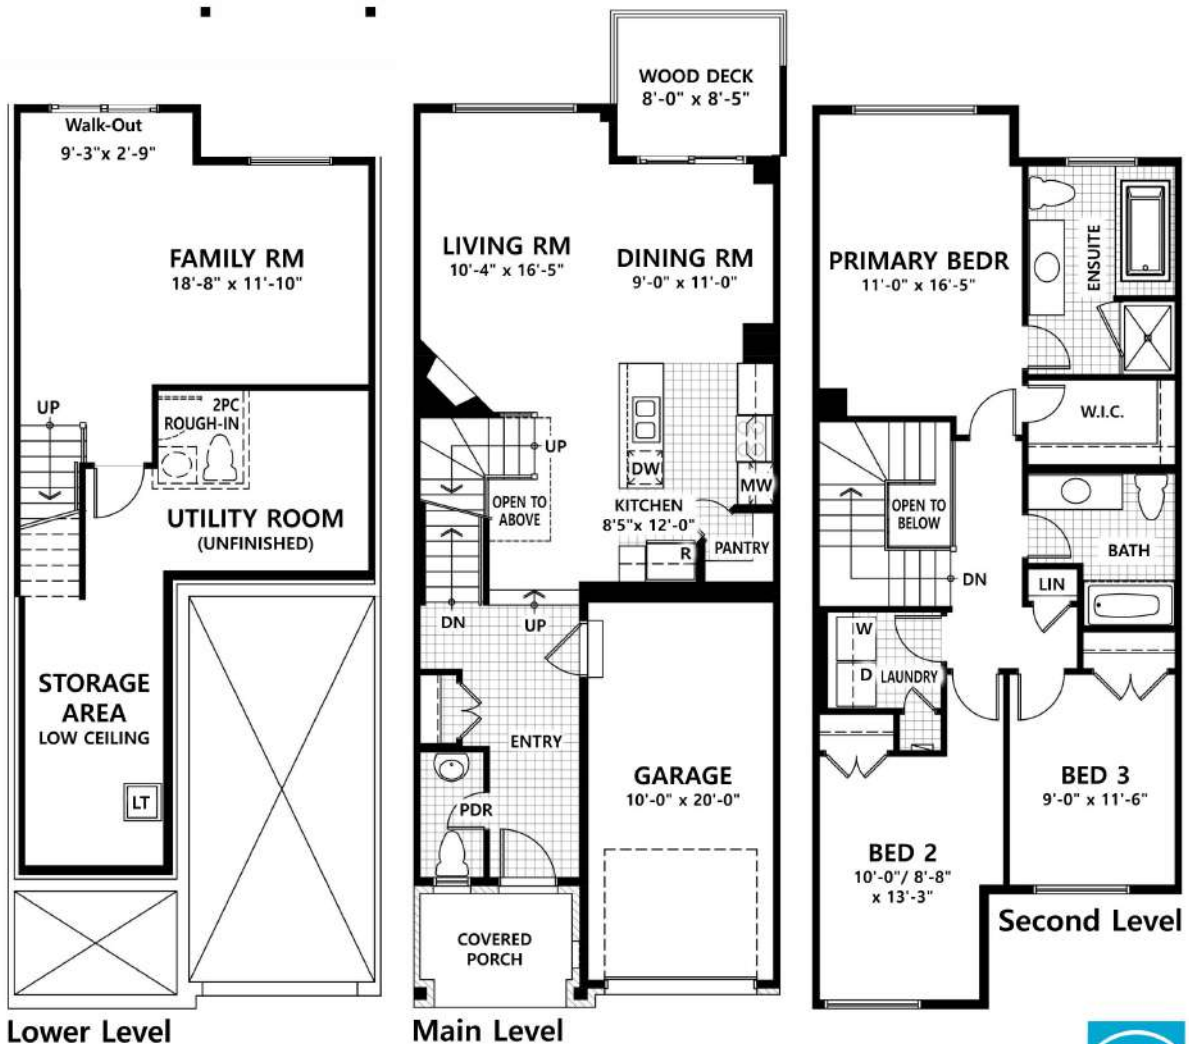 Walk-Out
9'-3"x 2'-9"
FAMILY RM
18'-8" x 11'-10"
UP
2PC
ROUGH-IN
UTILITY ROOM
(UNFINISHED)
STORAGE
AREA
LOW CEILING
LT
Lower Level
WOOD DECK
8'-0" x 8'-5"
LIVING RM
10'-4" x 16'-5"
DINING RM
9'-0" x 11'-0"
UP
DW
MW
OPEN TO
ABOVE
KITCHEN
8'5"x 12'-0"
R
PANTRY
DN
UP
ENTRY
PDR
GARAGE
10'-0" x 20'-0"
COVERED
PORCH
Main Level
PRIMARY BEDR
11'-0" x 16'-5"
ENSUITE
W.I.C.
OPEN TO
BELOW
BATH
DN
LIN
W
D
LAUNDRY
BED 3
9'-0" x 11'-6"
BED 2
10'-0"/ 8'-8"
x 13'-3"
Second Level